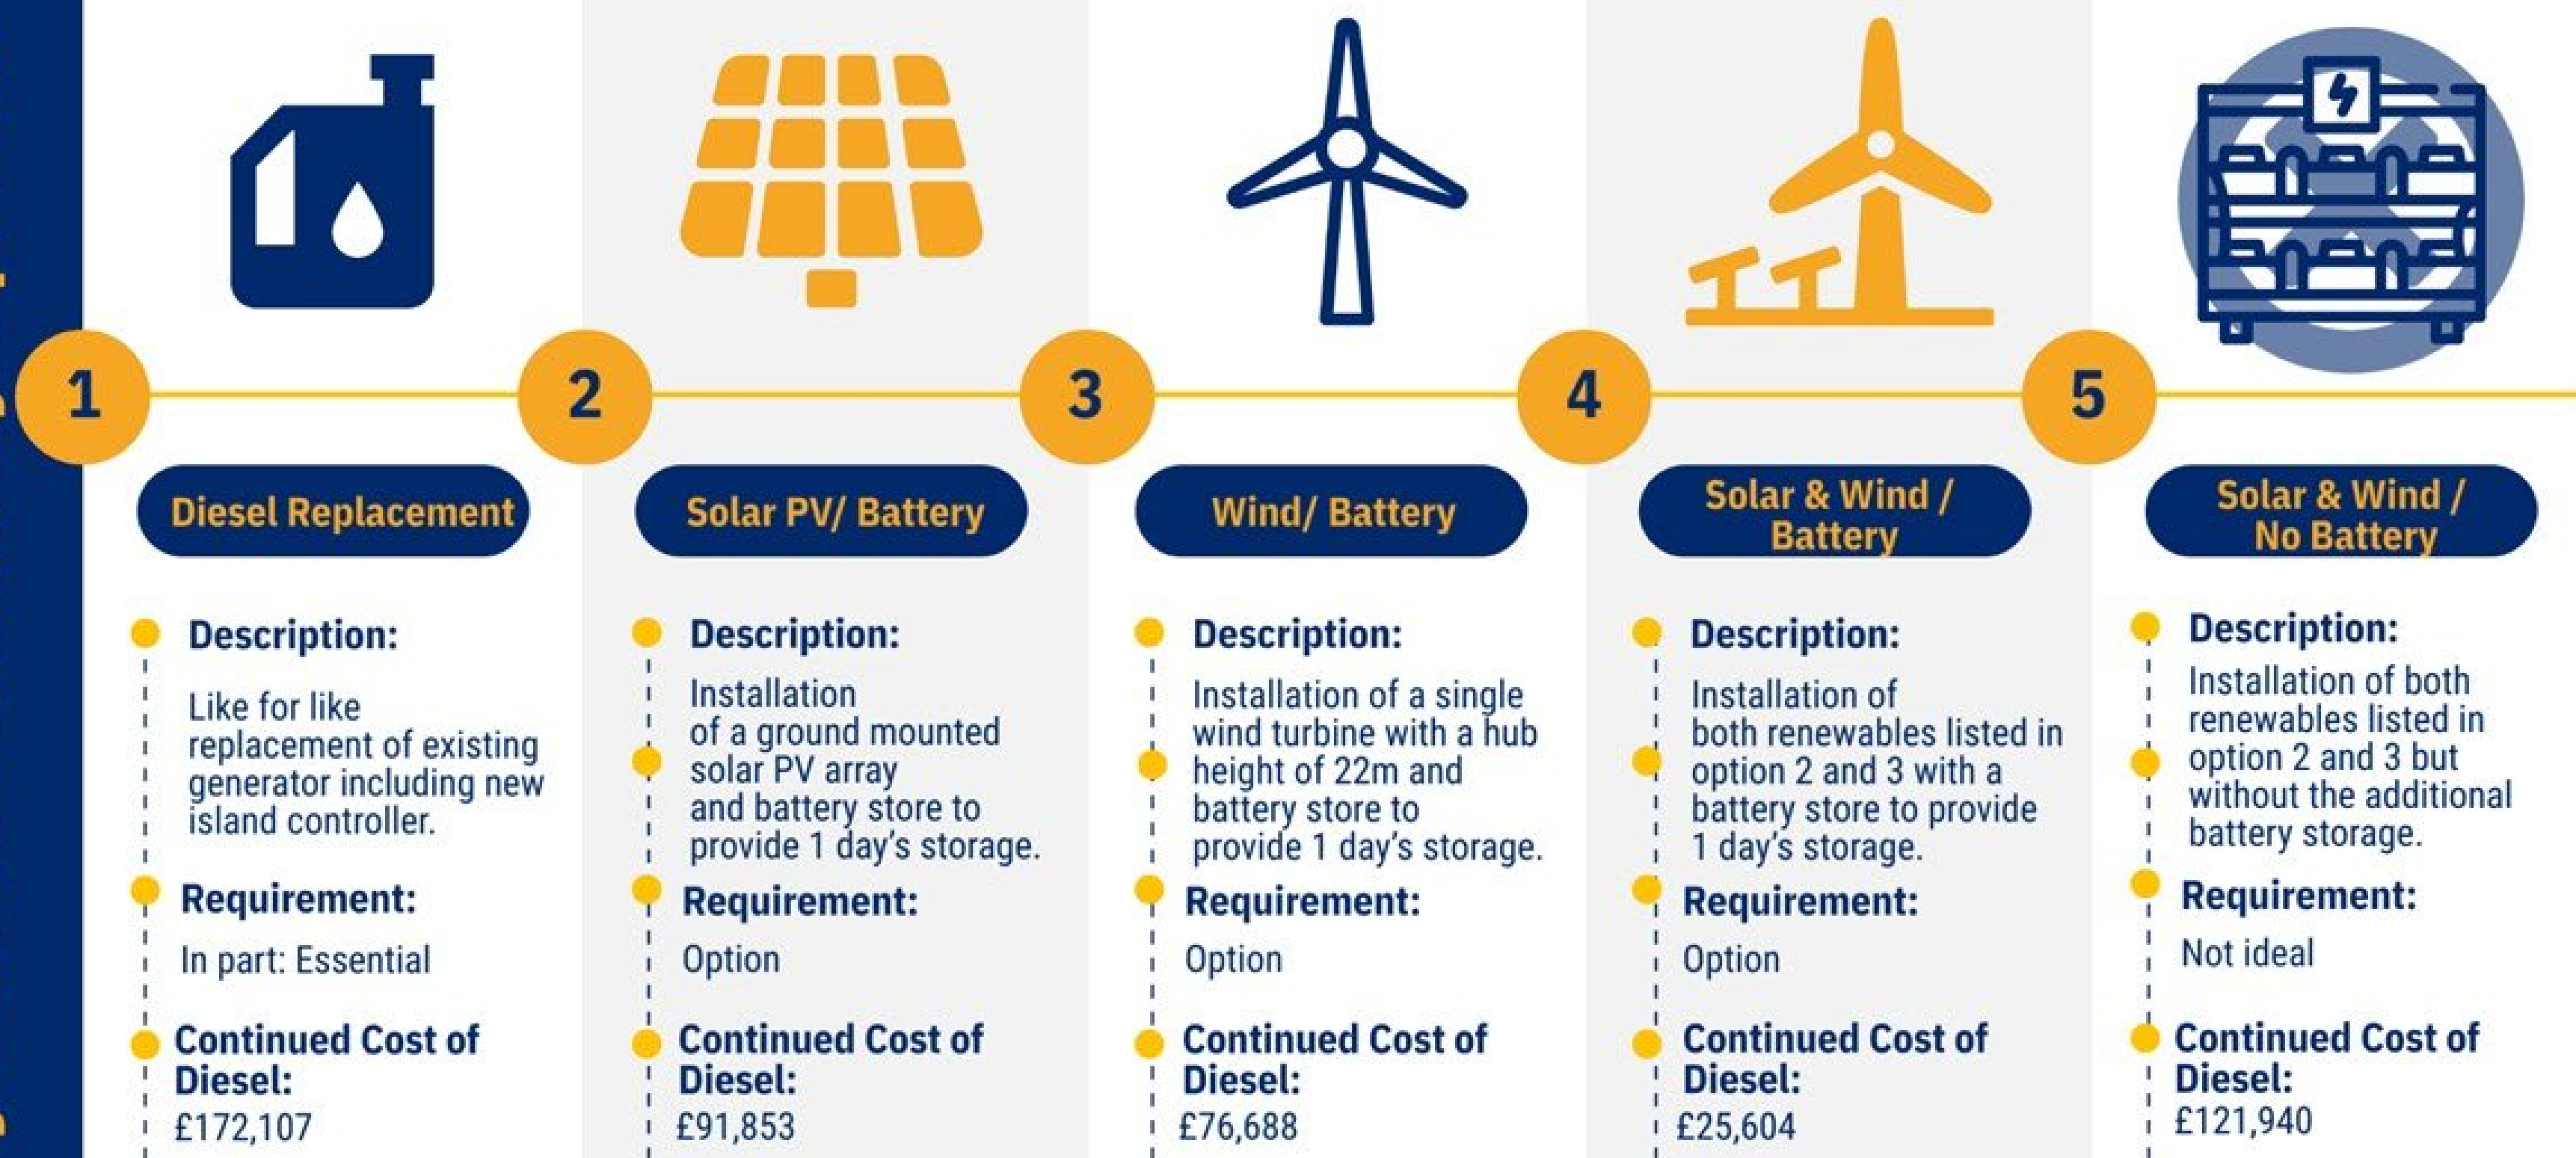 1
2
3
4
5
Diesel Replacement
Description:
Like for like
replacement of existing
generator including new
island controller.
Requirement:
In part: Essential
Continued Cost of
Diesel:
£172,107
Solar PV/ Battery
Description:
Installation
of a ground mounted
solar PV array
and battery store to
provide 1 day's storage.
Requirement:
Option
Continued Cost of
Diesel:
£91,853
Wind/ Battery
Description:
Installation of a single
wind turbine with a hub
height of 22m and
battery store to
provide 1 day's storage.
Requirement:
Option
Continued Cost of
Diesel:
£76,688
Solar & Wind /
Battery
Description:
Installation of
both renewables listed in
option 2 and 3 with a
battery store to provide
1 day's storage.
Requirement:
Option
Continued Cost of
Diesel:
£25,604
Solar & Wind /
No Battery
Description:
Installation of both
renewables listed in
option 2 and 3 but
without the additional
battery storage.
Requirement:
Not ideal
Continued Cost of
Diesel:
£121,940